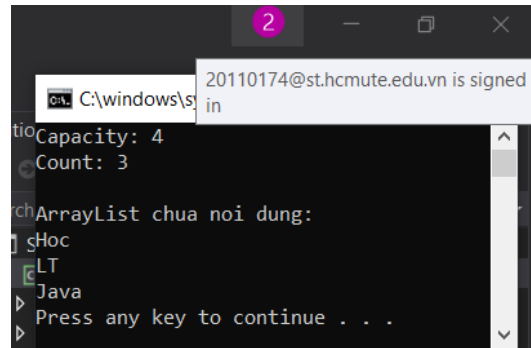 2
20110174@st.hcmute.edu.vn is signed
in
C:\windows\sy
Capacity: 4
Count: 3
ArrayList chua noi dung:
Hoc
LT
Java
Press any key to continue . . .